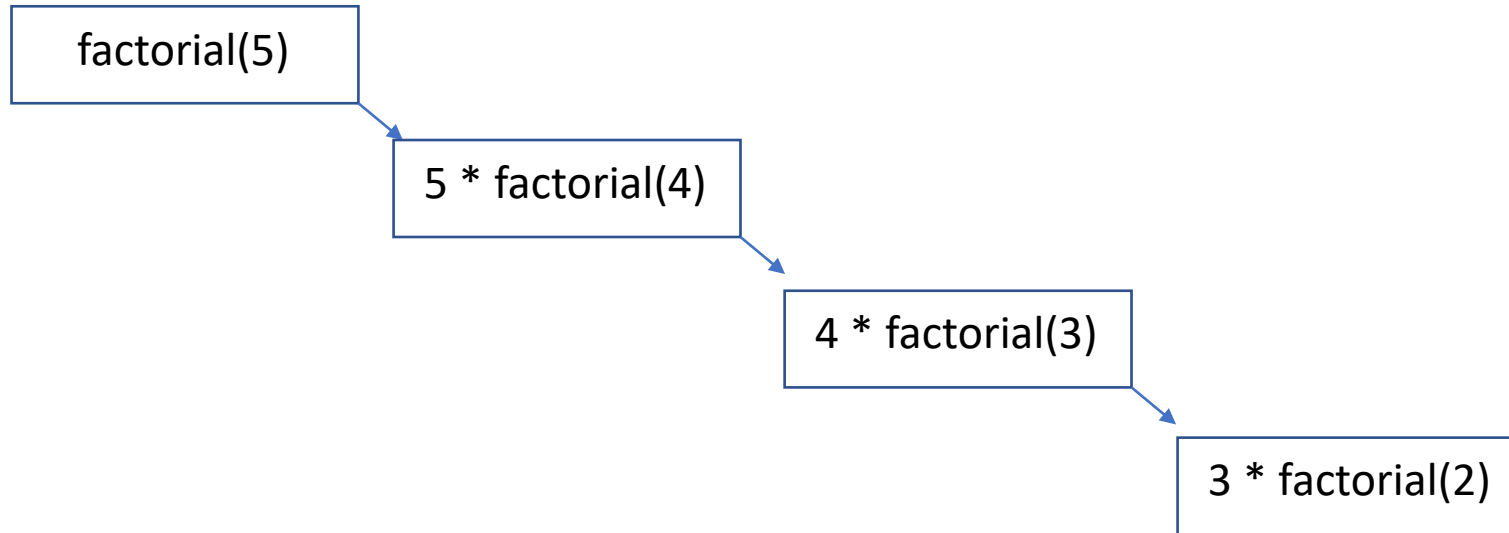 factorial(5)
5 * factorial(4)
4 * factorial(3)
3 * factorial(2)